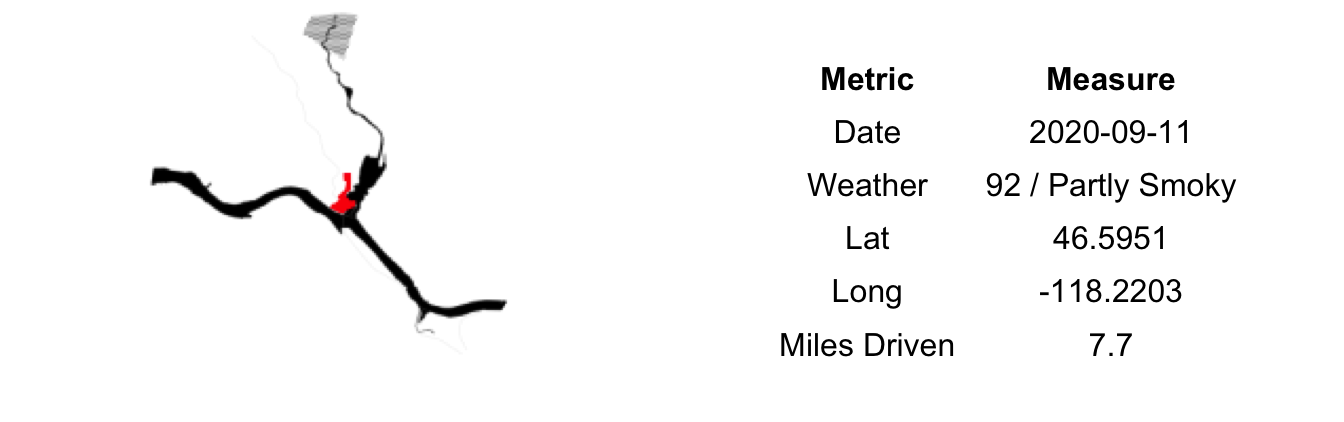 Metric Measure
Date 2020-09-11
Weather 92 / Partly Smoky
Lat 46.5951
Long -118.2203
Miles Driven 7.7